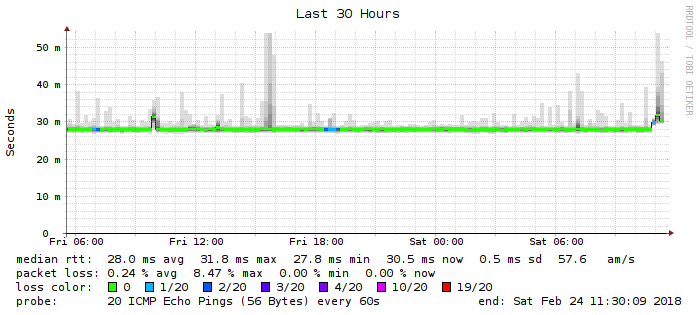 Last 30 Hours
RRDTOOL / TOBI OETIKER
Seconds
50 m
40 m
30 m
20 m
10 m
0
Fri 06:00 Fri 12:00 Fri 18:00 Sat 00:00 Sat 06:00
median rtt: 28.0 ms avg 31.8 ms max 27.8 ms min 30.5 ms now 0.5 ms sd 57.6 am/s
packet loss: 0.24 % avg 8.47 % max 0.00 % min 0.00 % now
loss color: 0 1/20 2/20 3/20 4/20 10/20 19/20
probe: 20 ICMP Echo Pings (56 Bytes) every 60s end: Sat Feb 24 11:30:09 2018